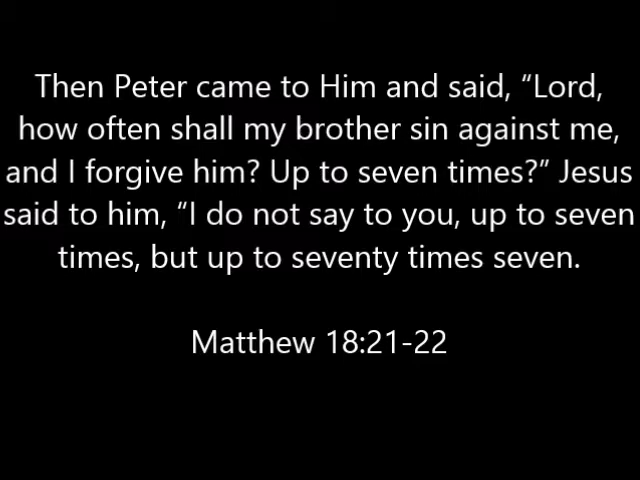 Then Peter came to Him and said, “Lord,
how often shall my brother sin against me,
and I forgive him? Up to seven times?” Jesus
said to him, “I do not say to you, up to seven
times, but up to seventy times seven.
Matthew 18:21-22